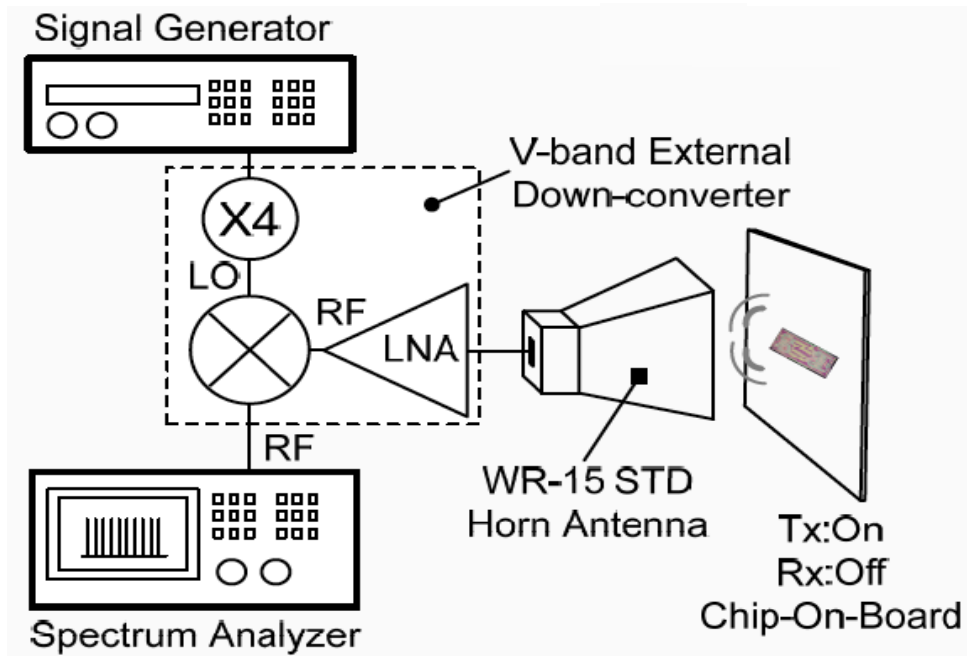 Signal Generator
V-band External
Down-converter
X4
LO
RF
LNA
RF
WR-15 STD
Horn Antenna
Tx:On
Rx:Off
Chip-On-Board
Spectrum Analyzer